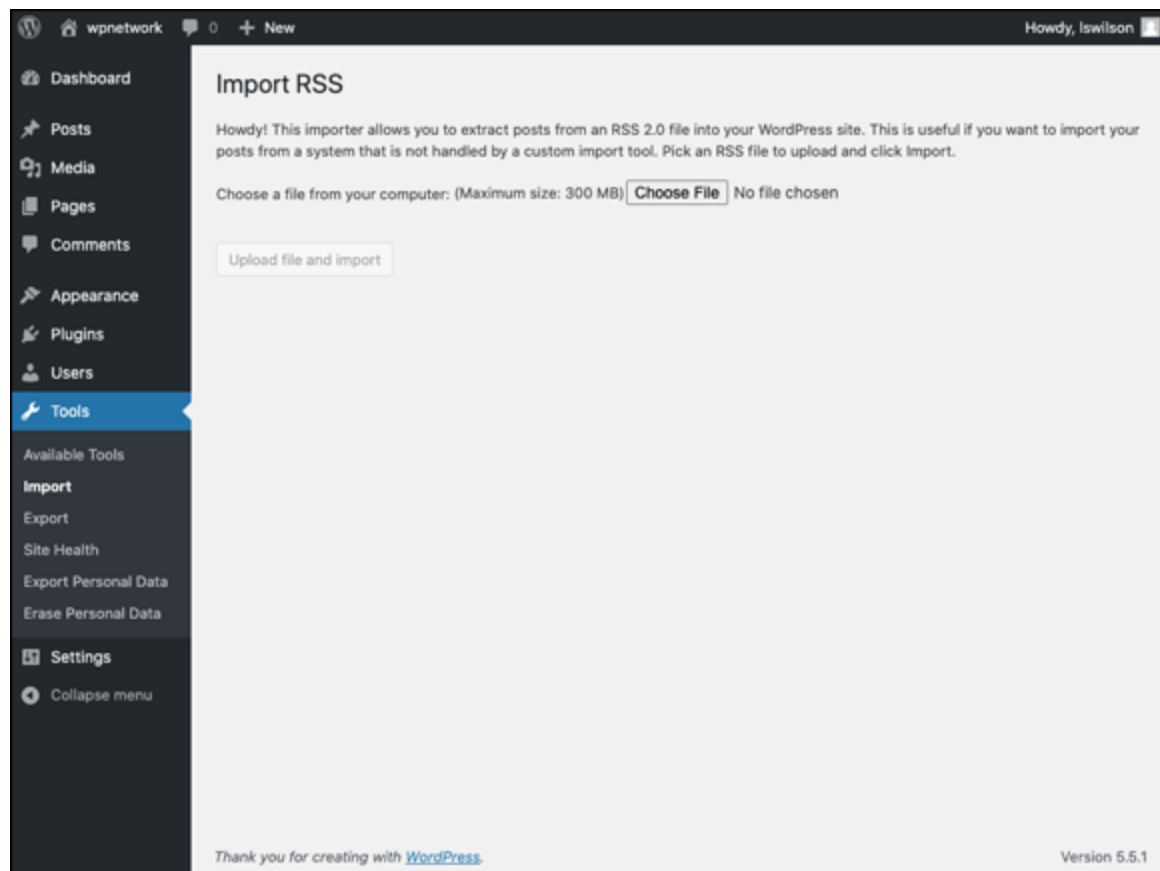 wpnetwork 0 + New Howdy, lswilson
Dashboard
Posts
Media
Pages
Comments
Appearance
Plugins
Users
Tools
Available Tools
Import
Export
Site Health
Export Personal Data
Erase Personal Data
Settings
Collapse menu
Import RSS
Howdy! This importer allows you to extract posts from an RSS 2.0 file into your WordPress site. This is useful if you want to import your
posts from a system that is not handled by a custom import tool. Pick an RSS file to upload and click Import.
Choose a file from your computer: (Maximum size: 300 MB) Choose File No file chosen
Upload file and import
Thank you for creating with WordPress. Version 5.5.1